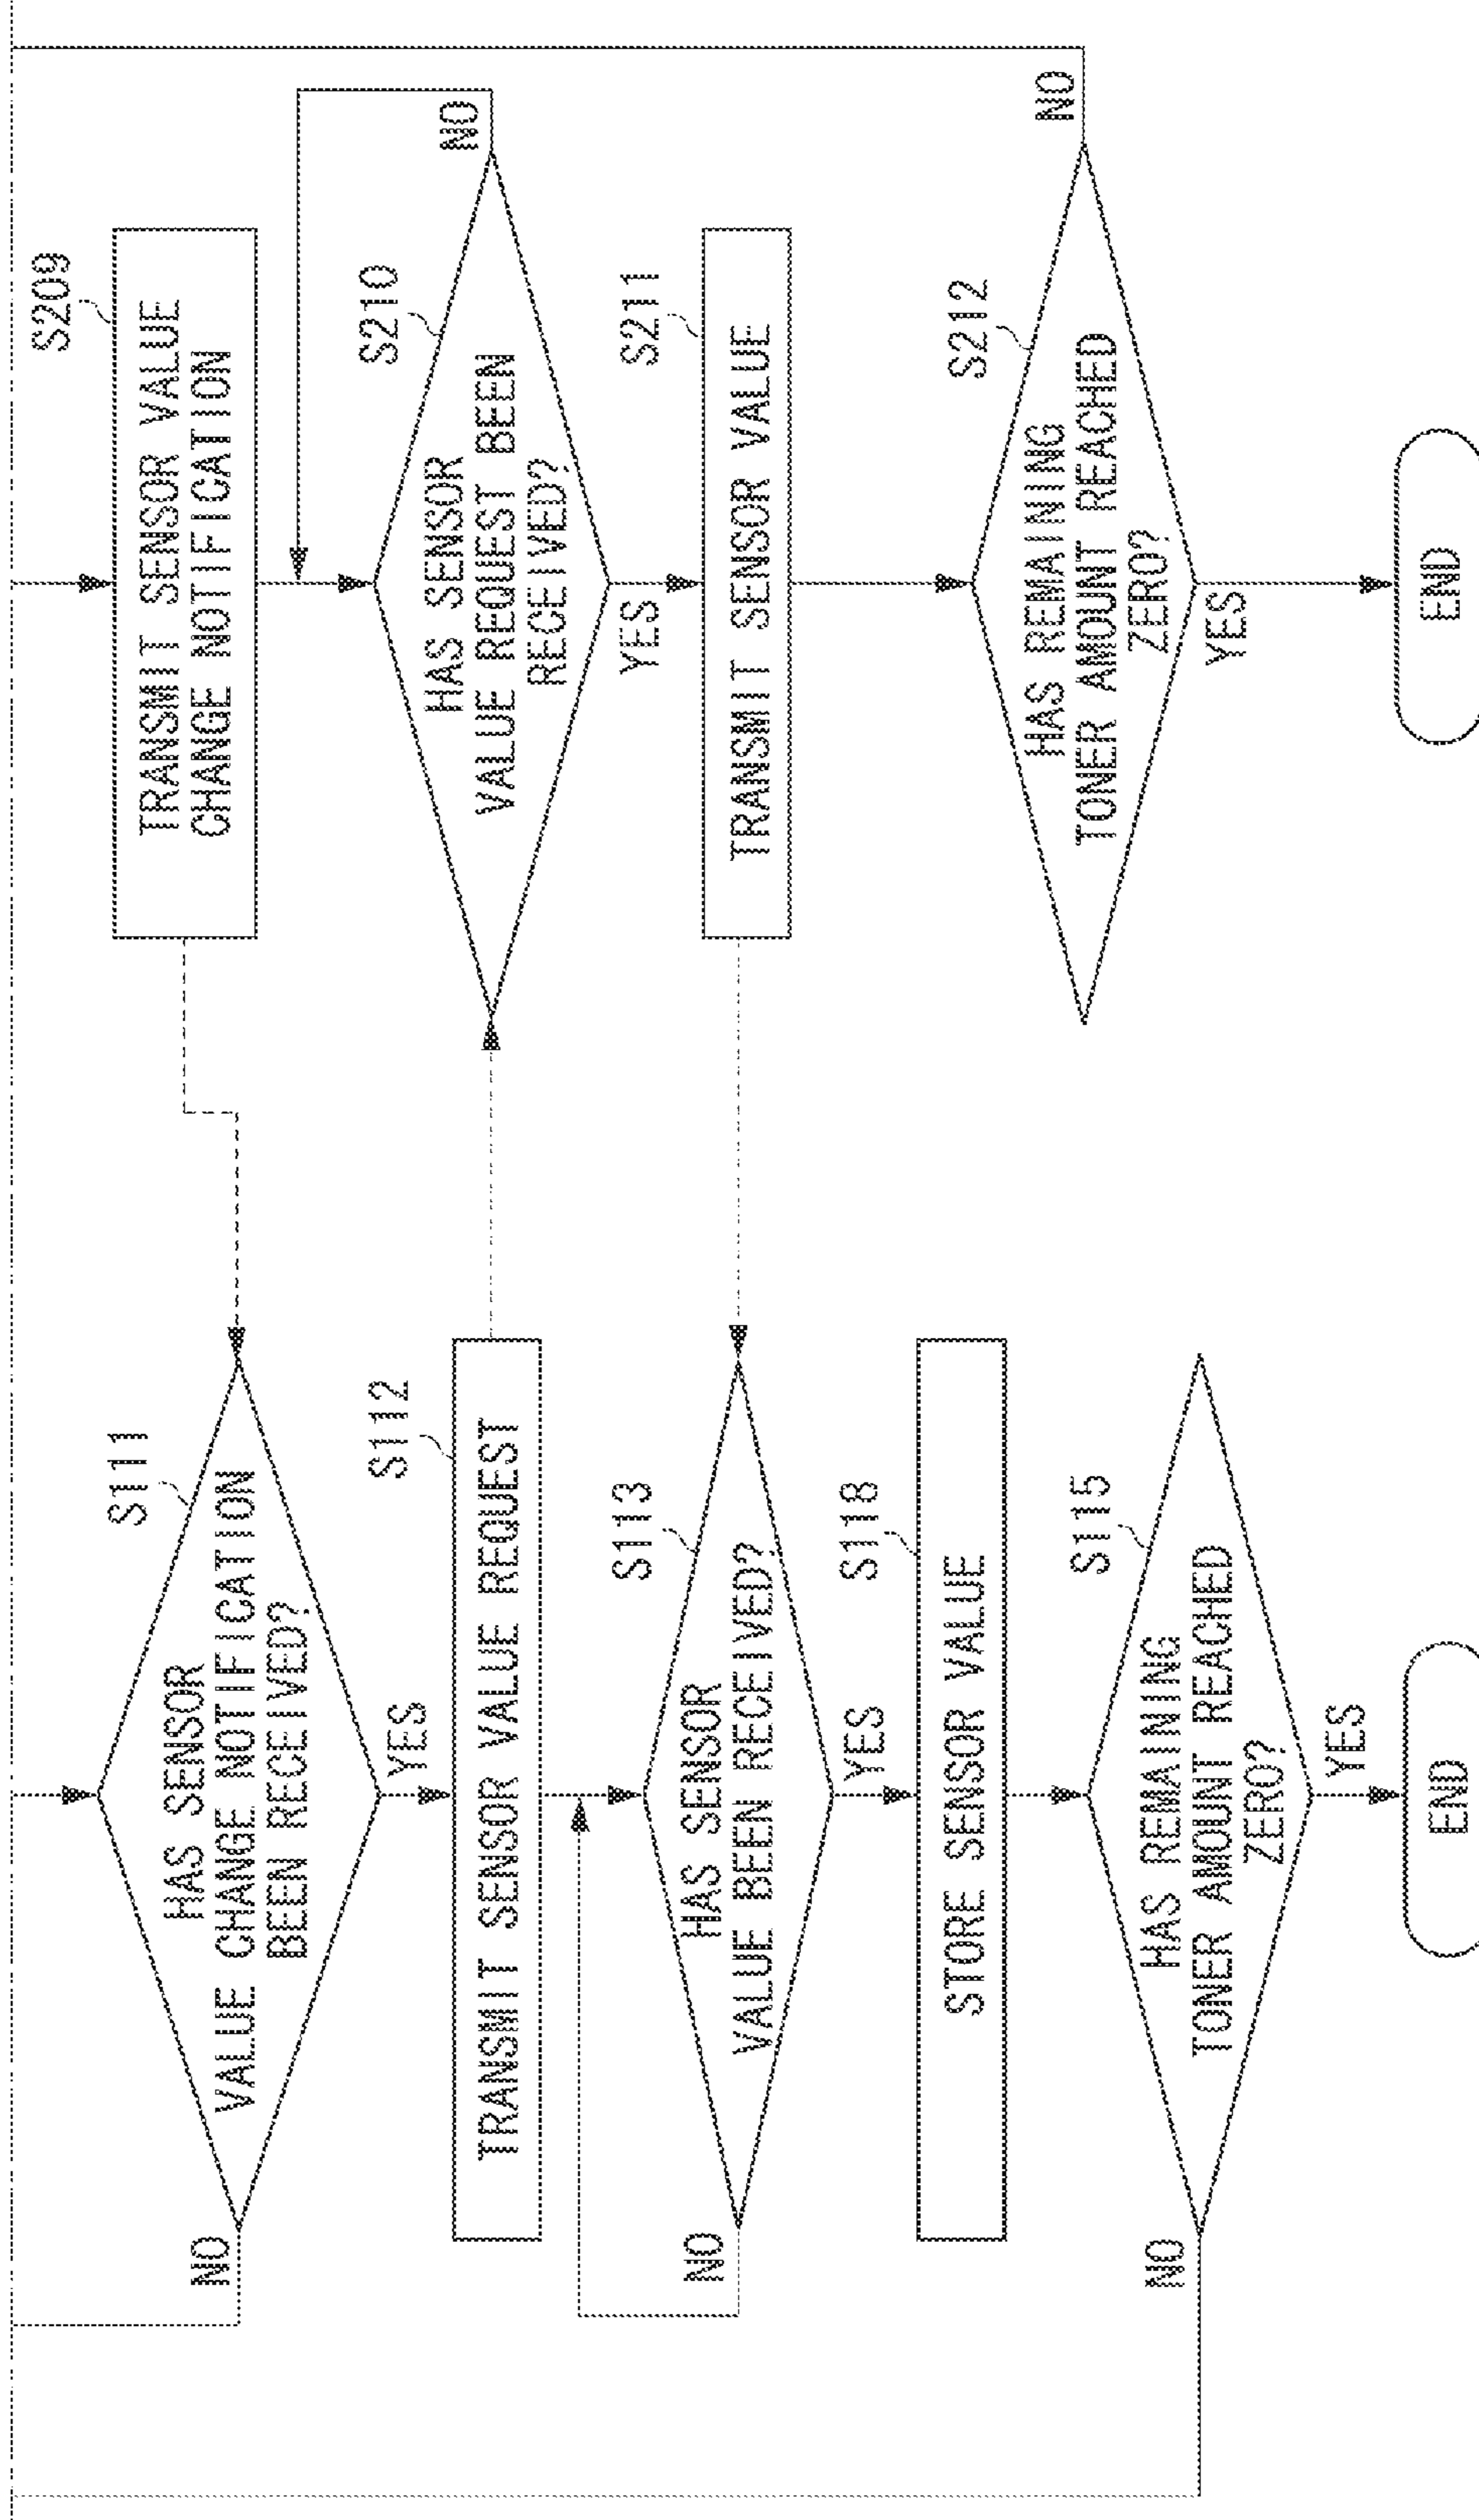 S111
HAS SENSOR
VALUE CHANGE NOTIFICATION
BEEN RECEIVED?
NO
YES
S112
TRANSMIT SENSOR VALUE REQUEST
S113
HAS SENSOR
VALUE BEEN RECEIVED?
NO
YES
S118
STORE SENSOR VALUE
S115
HAS REMAINING
TONER AMOUNT REACHED
ZERO?
NO
YES
END
S209
TRANSMIT SENSOR VALUE
CHANGE NOTIFICATION
S210
HAS SENSOR
VALUE REQUEST BEEN
RECEIVED?
NO
YES
S211
TRANSMIT SENSOR VALUE
S212
HAS REMAINING
TONER AMOUNT REACHED
ZERO?
NO
YES
END